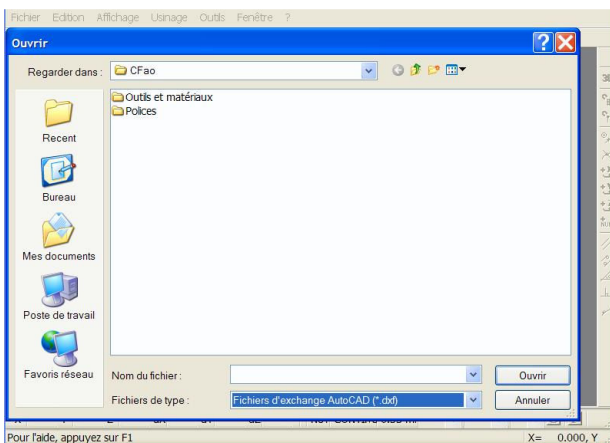 Fichier Edition Affichage Usinage Outils Fenêtre ?
Ouvrir
Regarder dans : CFao
Outils et matériaux
Polices
Recent
Bureau
Mes documents
Poste de travail
Favoris réseau
Nom du fichier : Ouvrir
Fichiers de type : Fichiers d'exchange AutoCAD (*.dxf) Annuler
Pour l'aide, appuyez sur F1 X= 0.000, Y